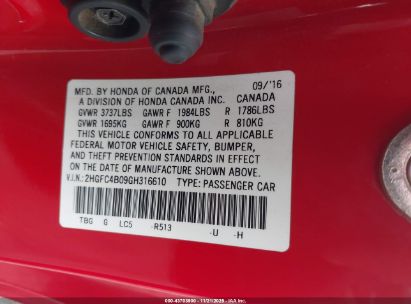 MFD. BY HONDA OF CANADA MFG., 09/'16
A DIVISION OF HONDA CANADA INC. CANADA
GVWR 3737LBS GAWR F 1984LBS R 1786LBS
GVWR 1695KG GAWR F 900KG R 810KG
THIS VEHICLE CONFORMS TO ALL APPLICABLE
FEDERAL MOTOR VEHICLE SAFETY, BUMPER,
AND THEFT PREVENTION STANDARDS IN EFFECT
ON THE DATE OF MANUFACTURE SHOWN ABOVE.
V.I.N.: 2HGFC4B09GH316610 TYPE: PASSENGER CAR
TBG G LC5 -R513 -U -H